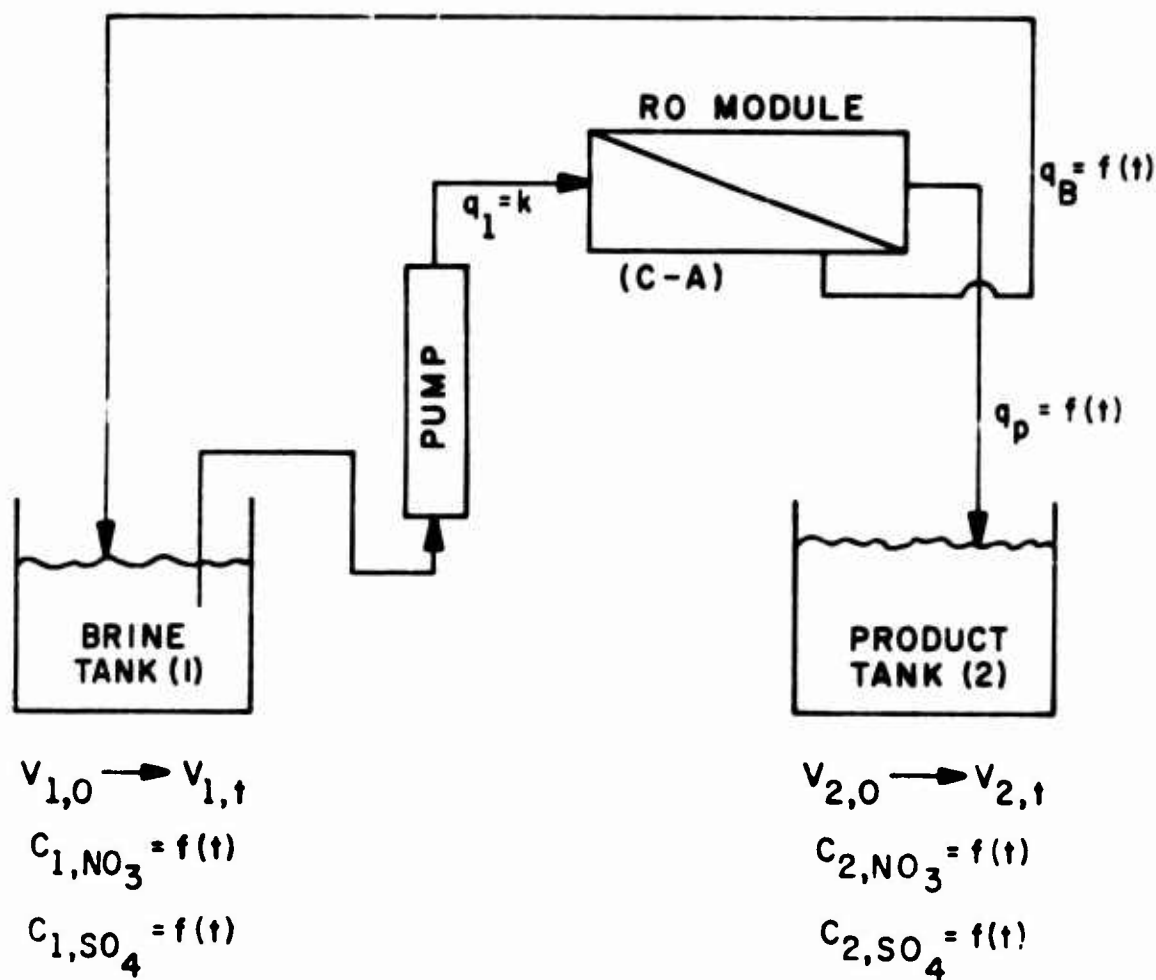 RO MODULE
q_B = f(t)
q_1 = k
(C-A)
PUMP
q_p = f(t)
BRINE
TANK (1)
PRODUCT
TANK (2)
V_1,0 → V_1,t
V_2,0 → V_2,t
C_1,NO_3 = f(t)
C_2,NO_3 = f(t)
C_1,SO_4 = f(t)
C_2,SO_4 = f(t)